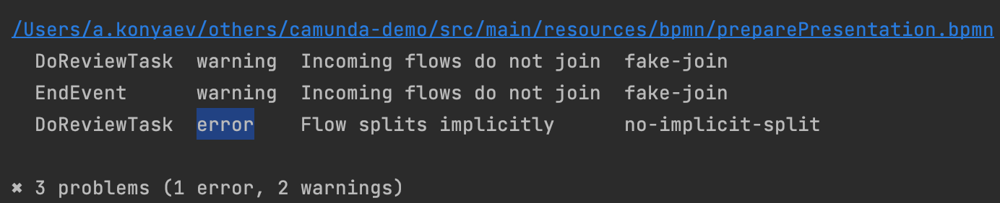 /Users/a.konyaev/others/camunda-demo/src/main/resources/bpmn/preparePresentation.bpmn
DoReviewTask  warning  Incoming flows do not join  fake-join
EndEvent      warning  Incoming flows do not join  fake-join
DoReviewTask  error    Flow splits implicitly      no-implicit-split
✖ 3 problems (1 error, 2 warnings)